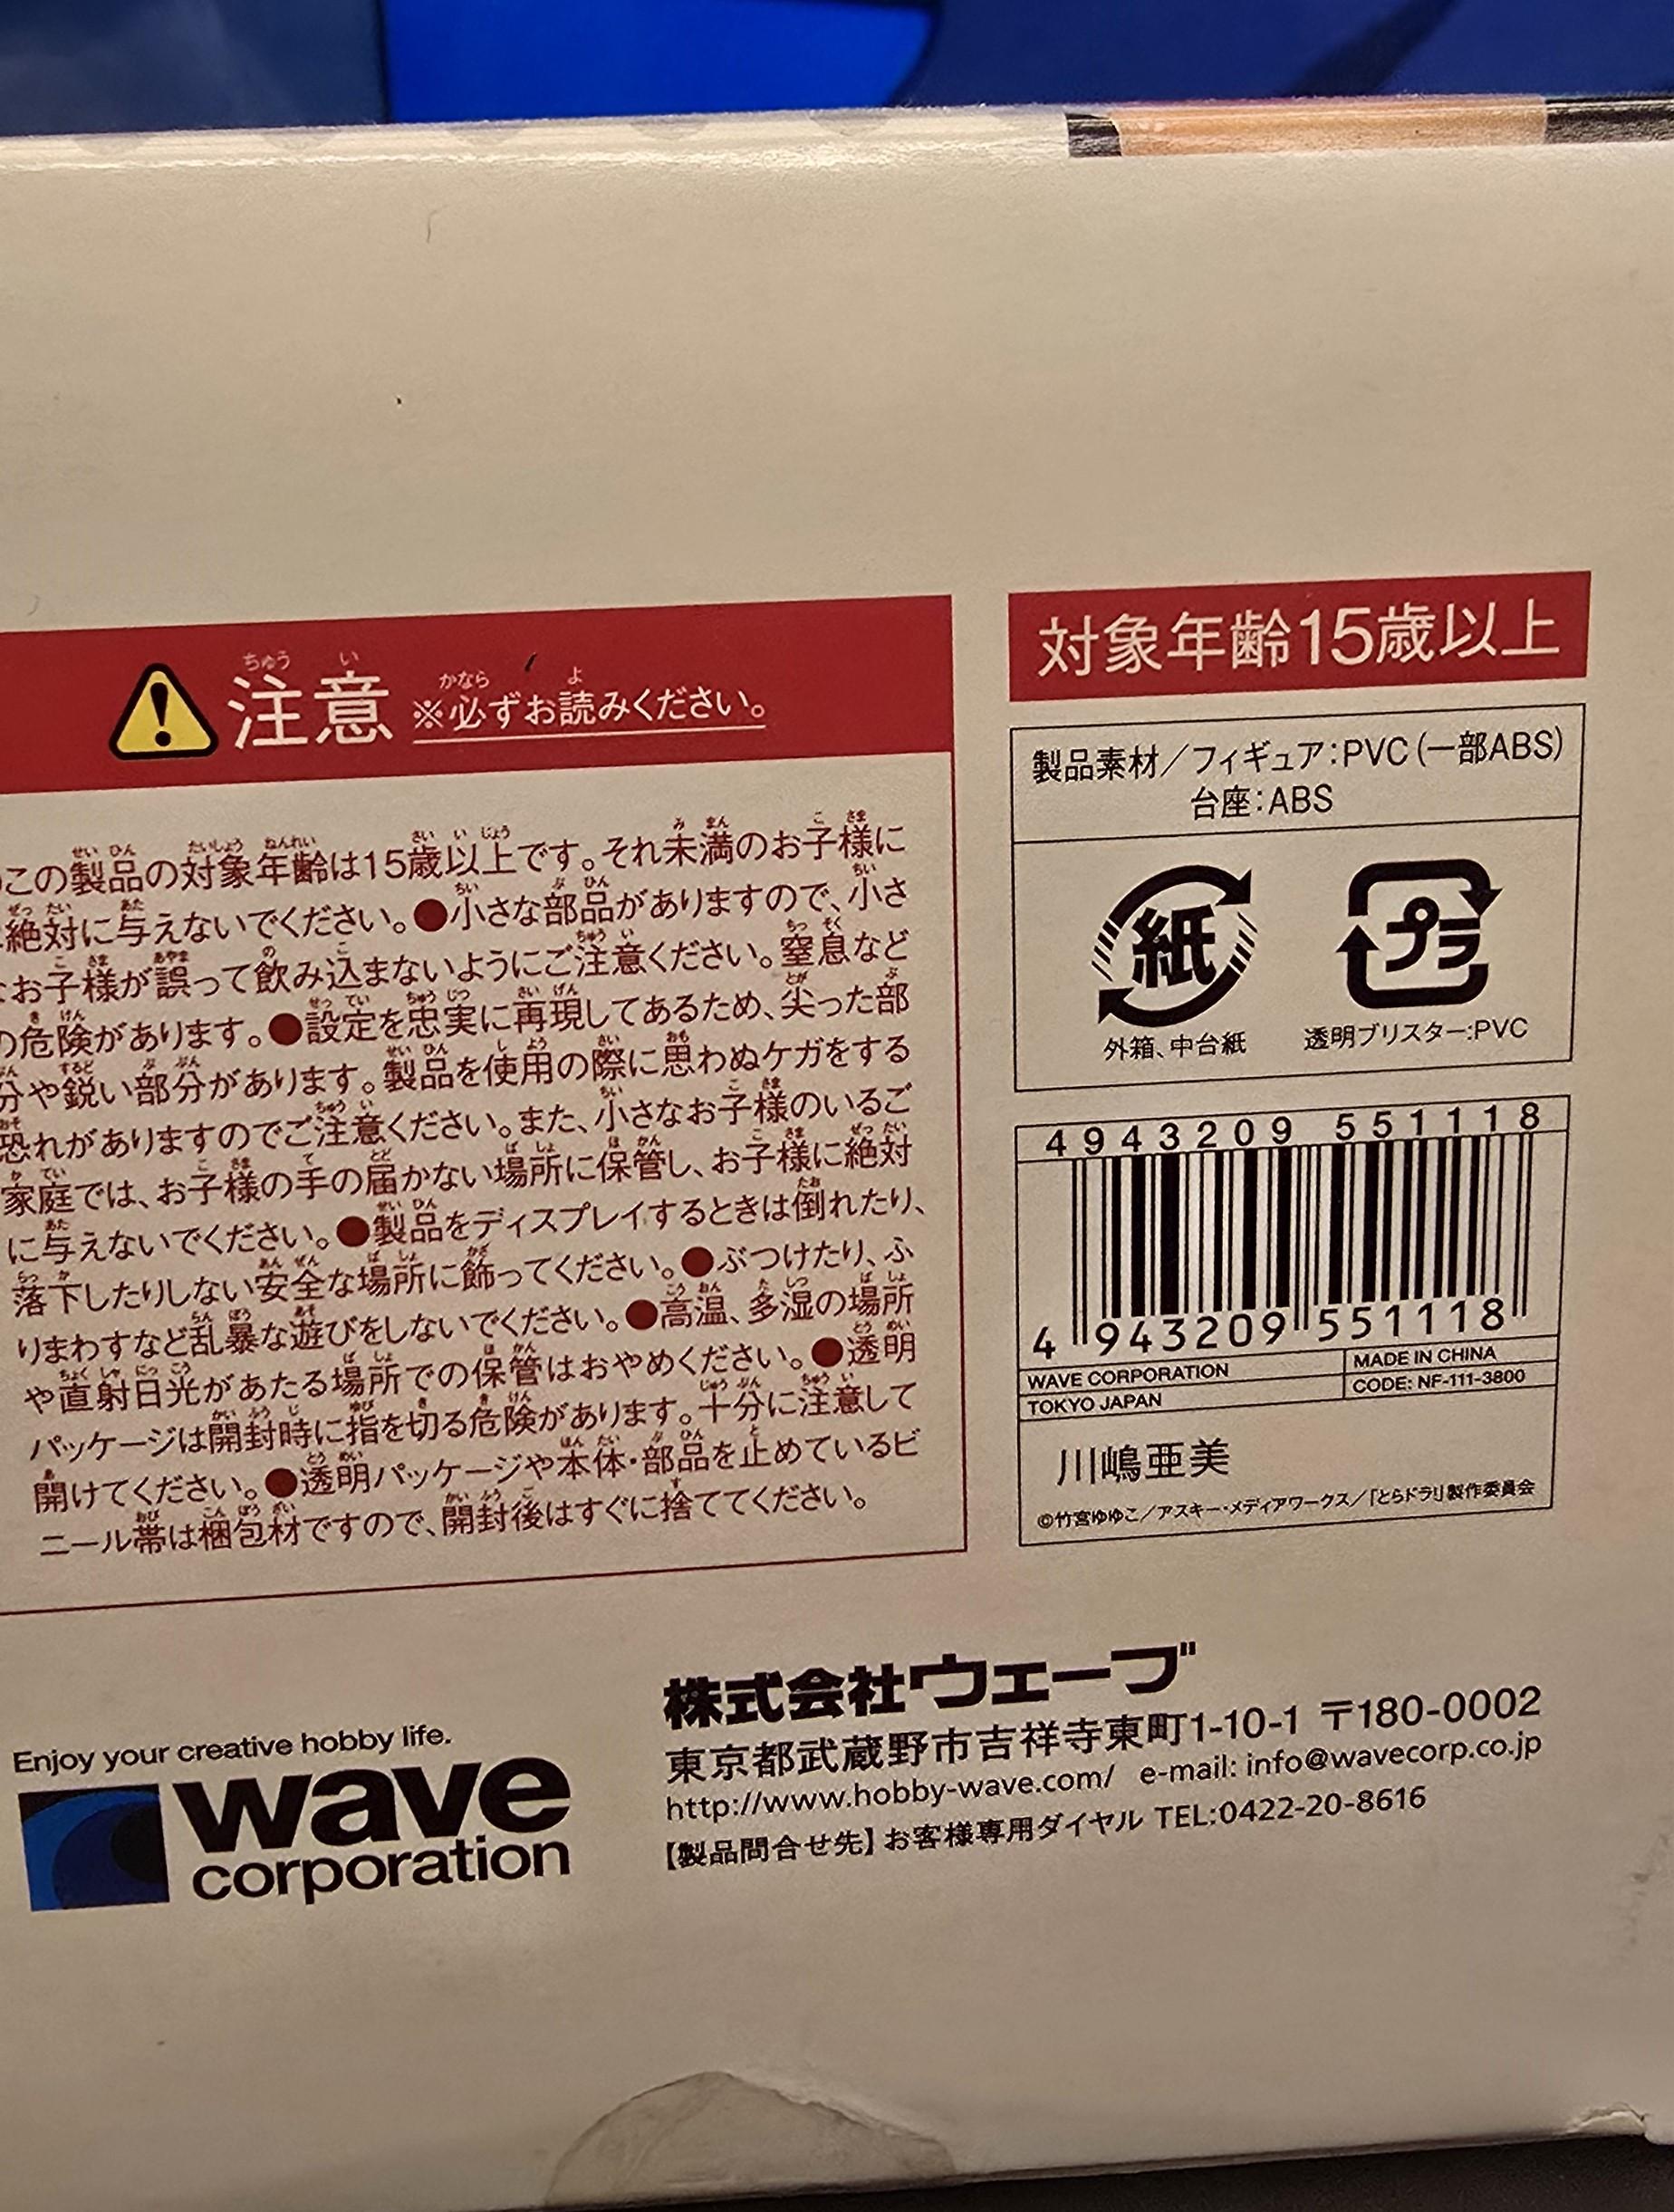 注意 ※必ずお読みください。
この製品の対象年齢は15歳以上です。それ未満のお子様に
絶対に与えないでください。●小さな部品がありますので、小さ
なお子様が誤って飲み込まないようにご注意ください。窒息など
の危険があります。●設定を忠実に再現してあるため、尖った部
分や鋭い部分があります。製品を使用の際に思わぬケガをする
恐れがありますのでご注意ください。また、小さなお子様のいるご
家庭では、お子様の手の届かない場所に保管し、お子様に絶対
に与えないでください。●製品をディスプレイするときは倒れたり、
落下したりしない安全な場所に飾ってください。●ぶつけたり、ふ
りまわすなど乱暴な遊びをしないでください。●高温、多湿の場所
や直射日光があたる場所での保管はおやめください。●透明
パッケージは開封時に指を切る危険があります。十分に注意して
開けてください。●透明パッケージや本体・部品を止めているビ
ニール帯は梱包材ですので、開封後はすぐに捨ててください。
対象年齢15歳以上
製品素材/フィギュア:PVC(一部ABS)
台座:ABS
紙
プラ
外箱、中台紙
透明ブリスター:PVC
4943209 551118
4 943209 551118
WAVE CORPORATION
TOKYO JAPAN
MADE IN CHINA
CODE: NF-111-3800
川嶋亜美
©竹宮ゆゆこ/アスキー・メディアワークス/「とらドラ!」製作委員会
Enjoy your creative hobby life.
wave
corporation
株式会社ウェーブ
東京都武蔵野市吉祥寺東町1-10-1 〒180-0002
http://www.hobby-wave.com/ e-mail: info@wavecorp.co.jp
【製品問合せ先】お客様専用ダイヤル TEL:0422-20-8616